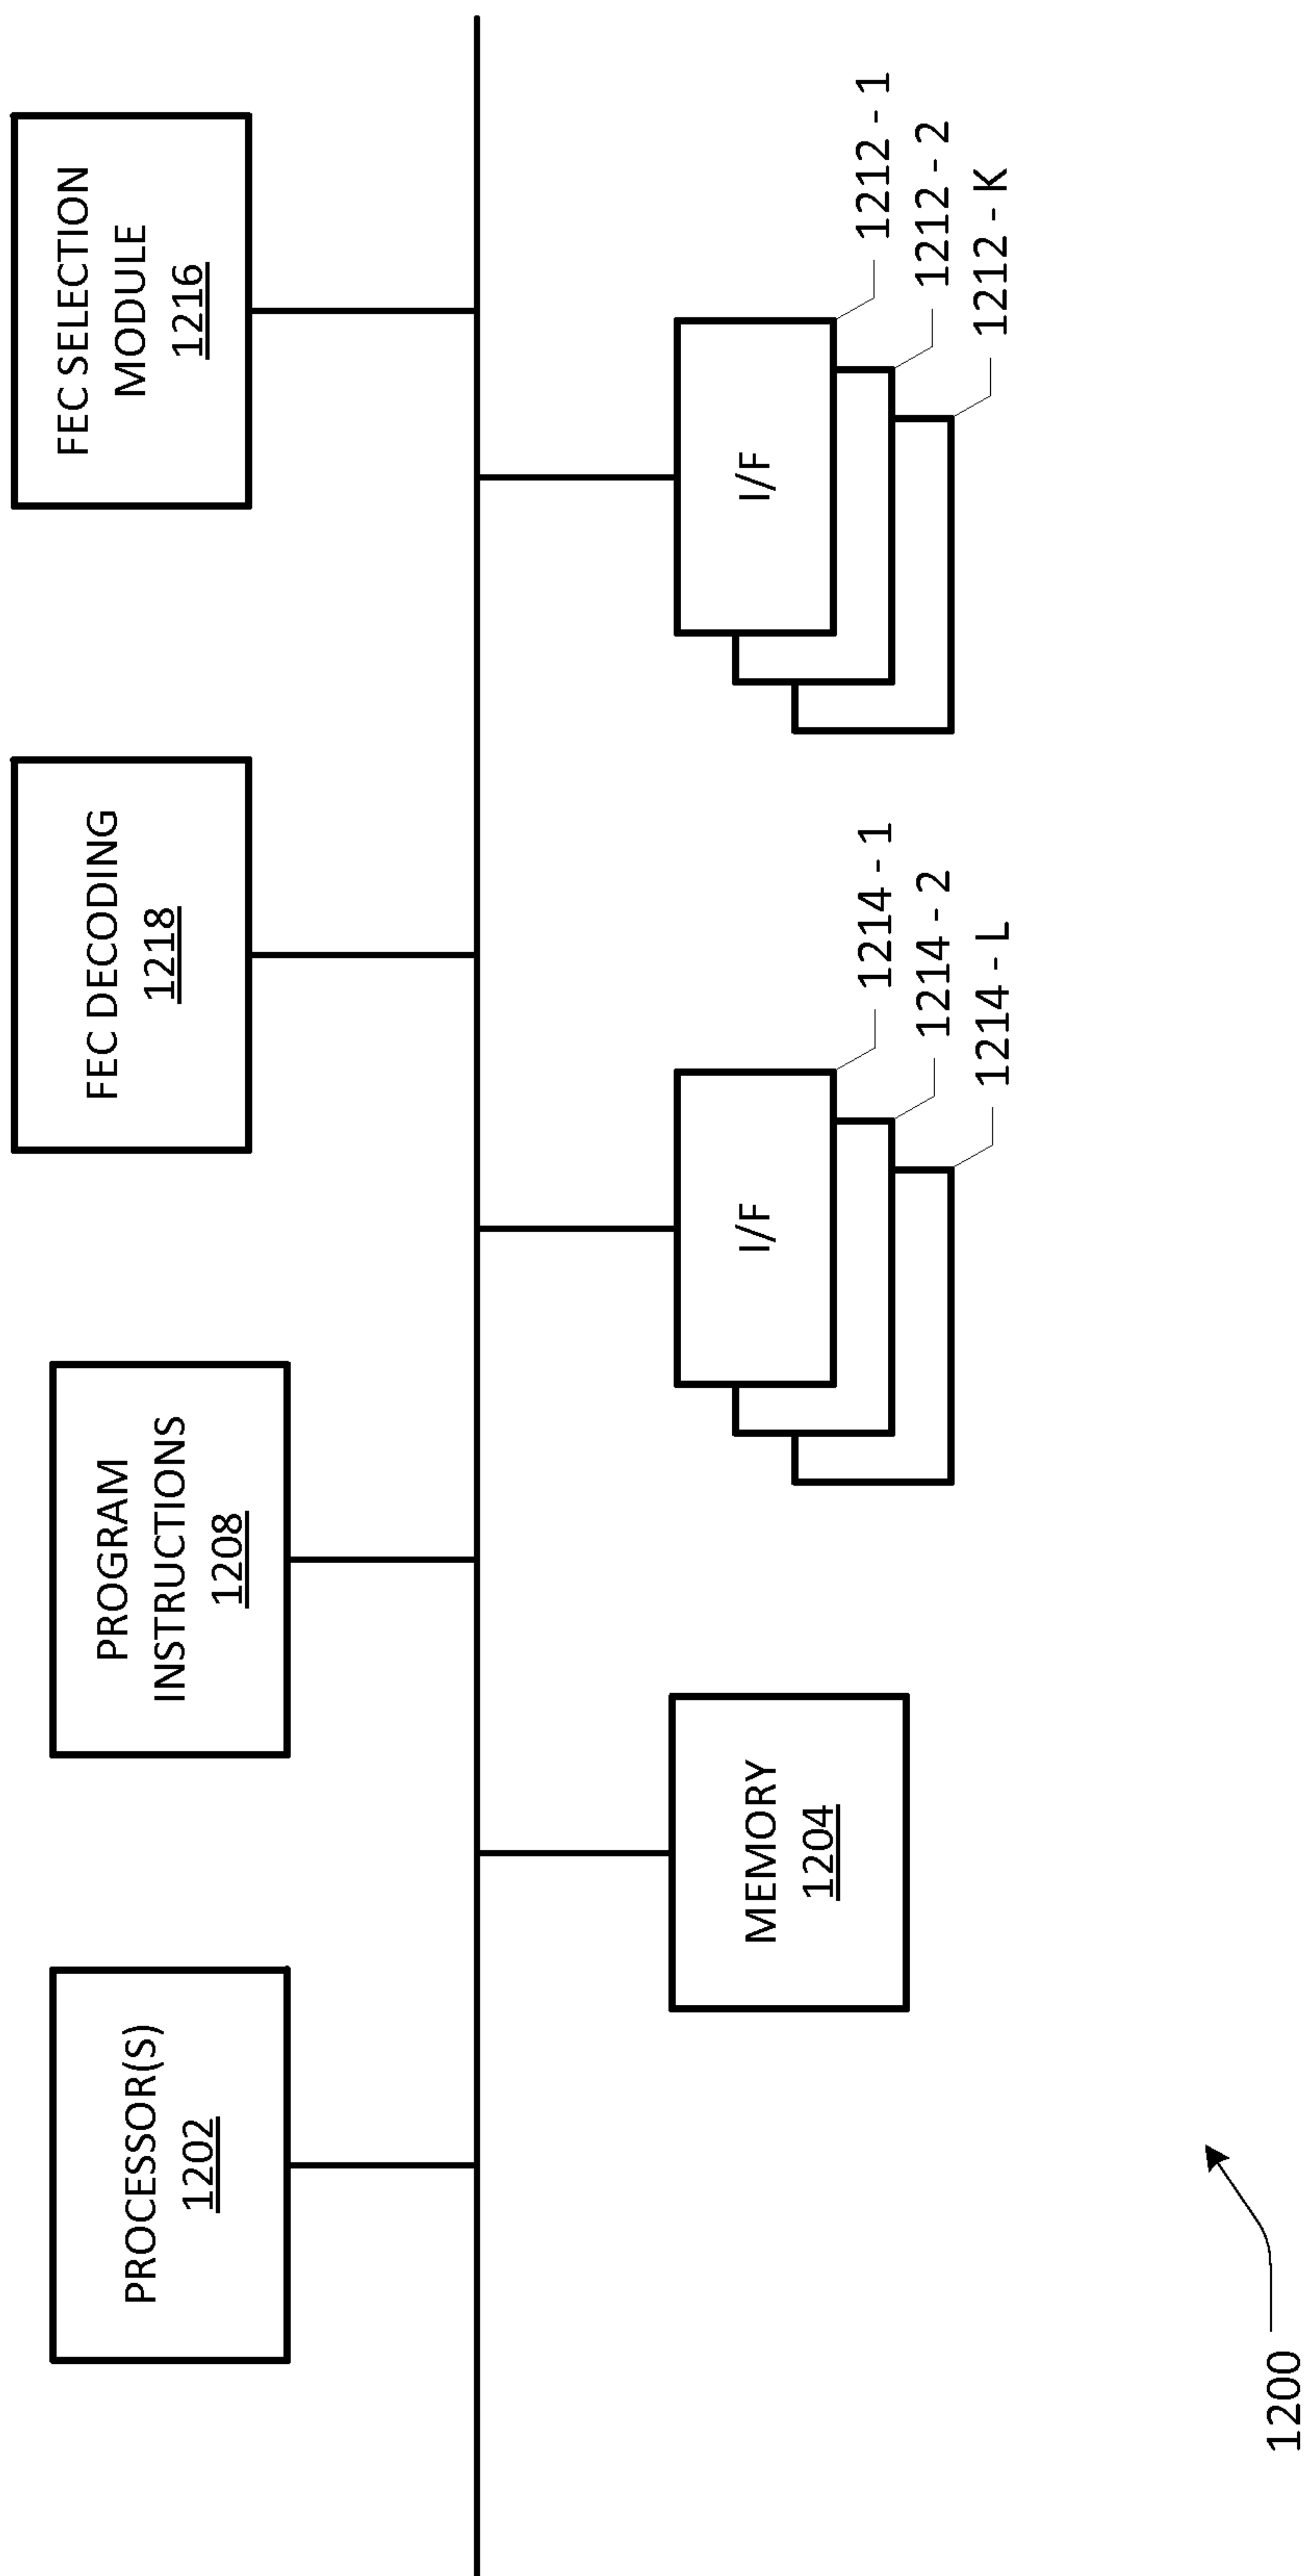 PROCESSOR(S)
1202
PROGRAM
INSTRUCTIONS
1208
FEC DECODING
1218
FEC SELECTION
MODULE
1216
MEMORY
1204
I/F
1214 - 1
1214 - 2
1214 - L
I/F
1212 - 1
1212 - 2
1212 - K
1200